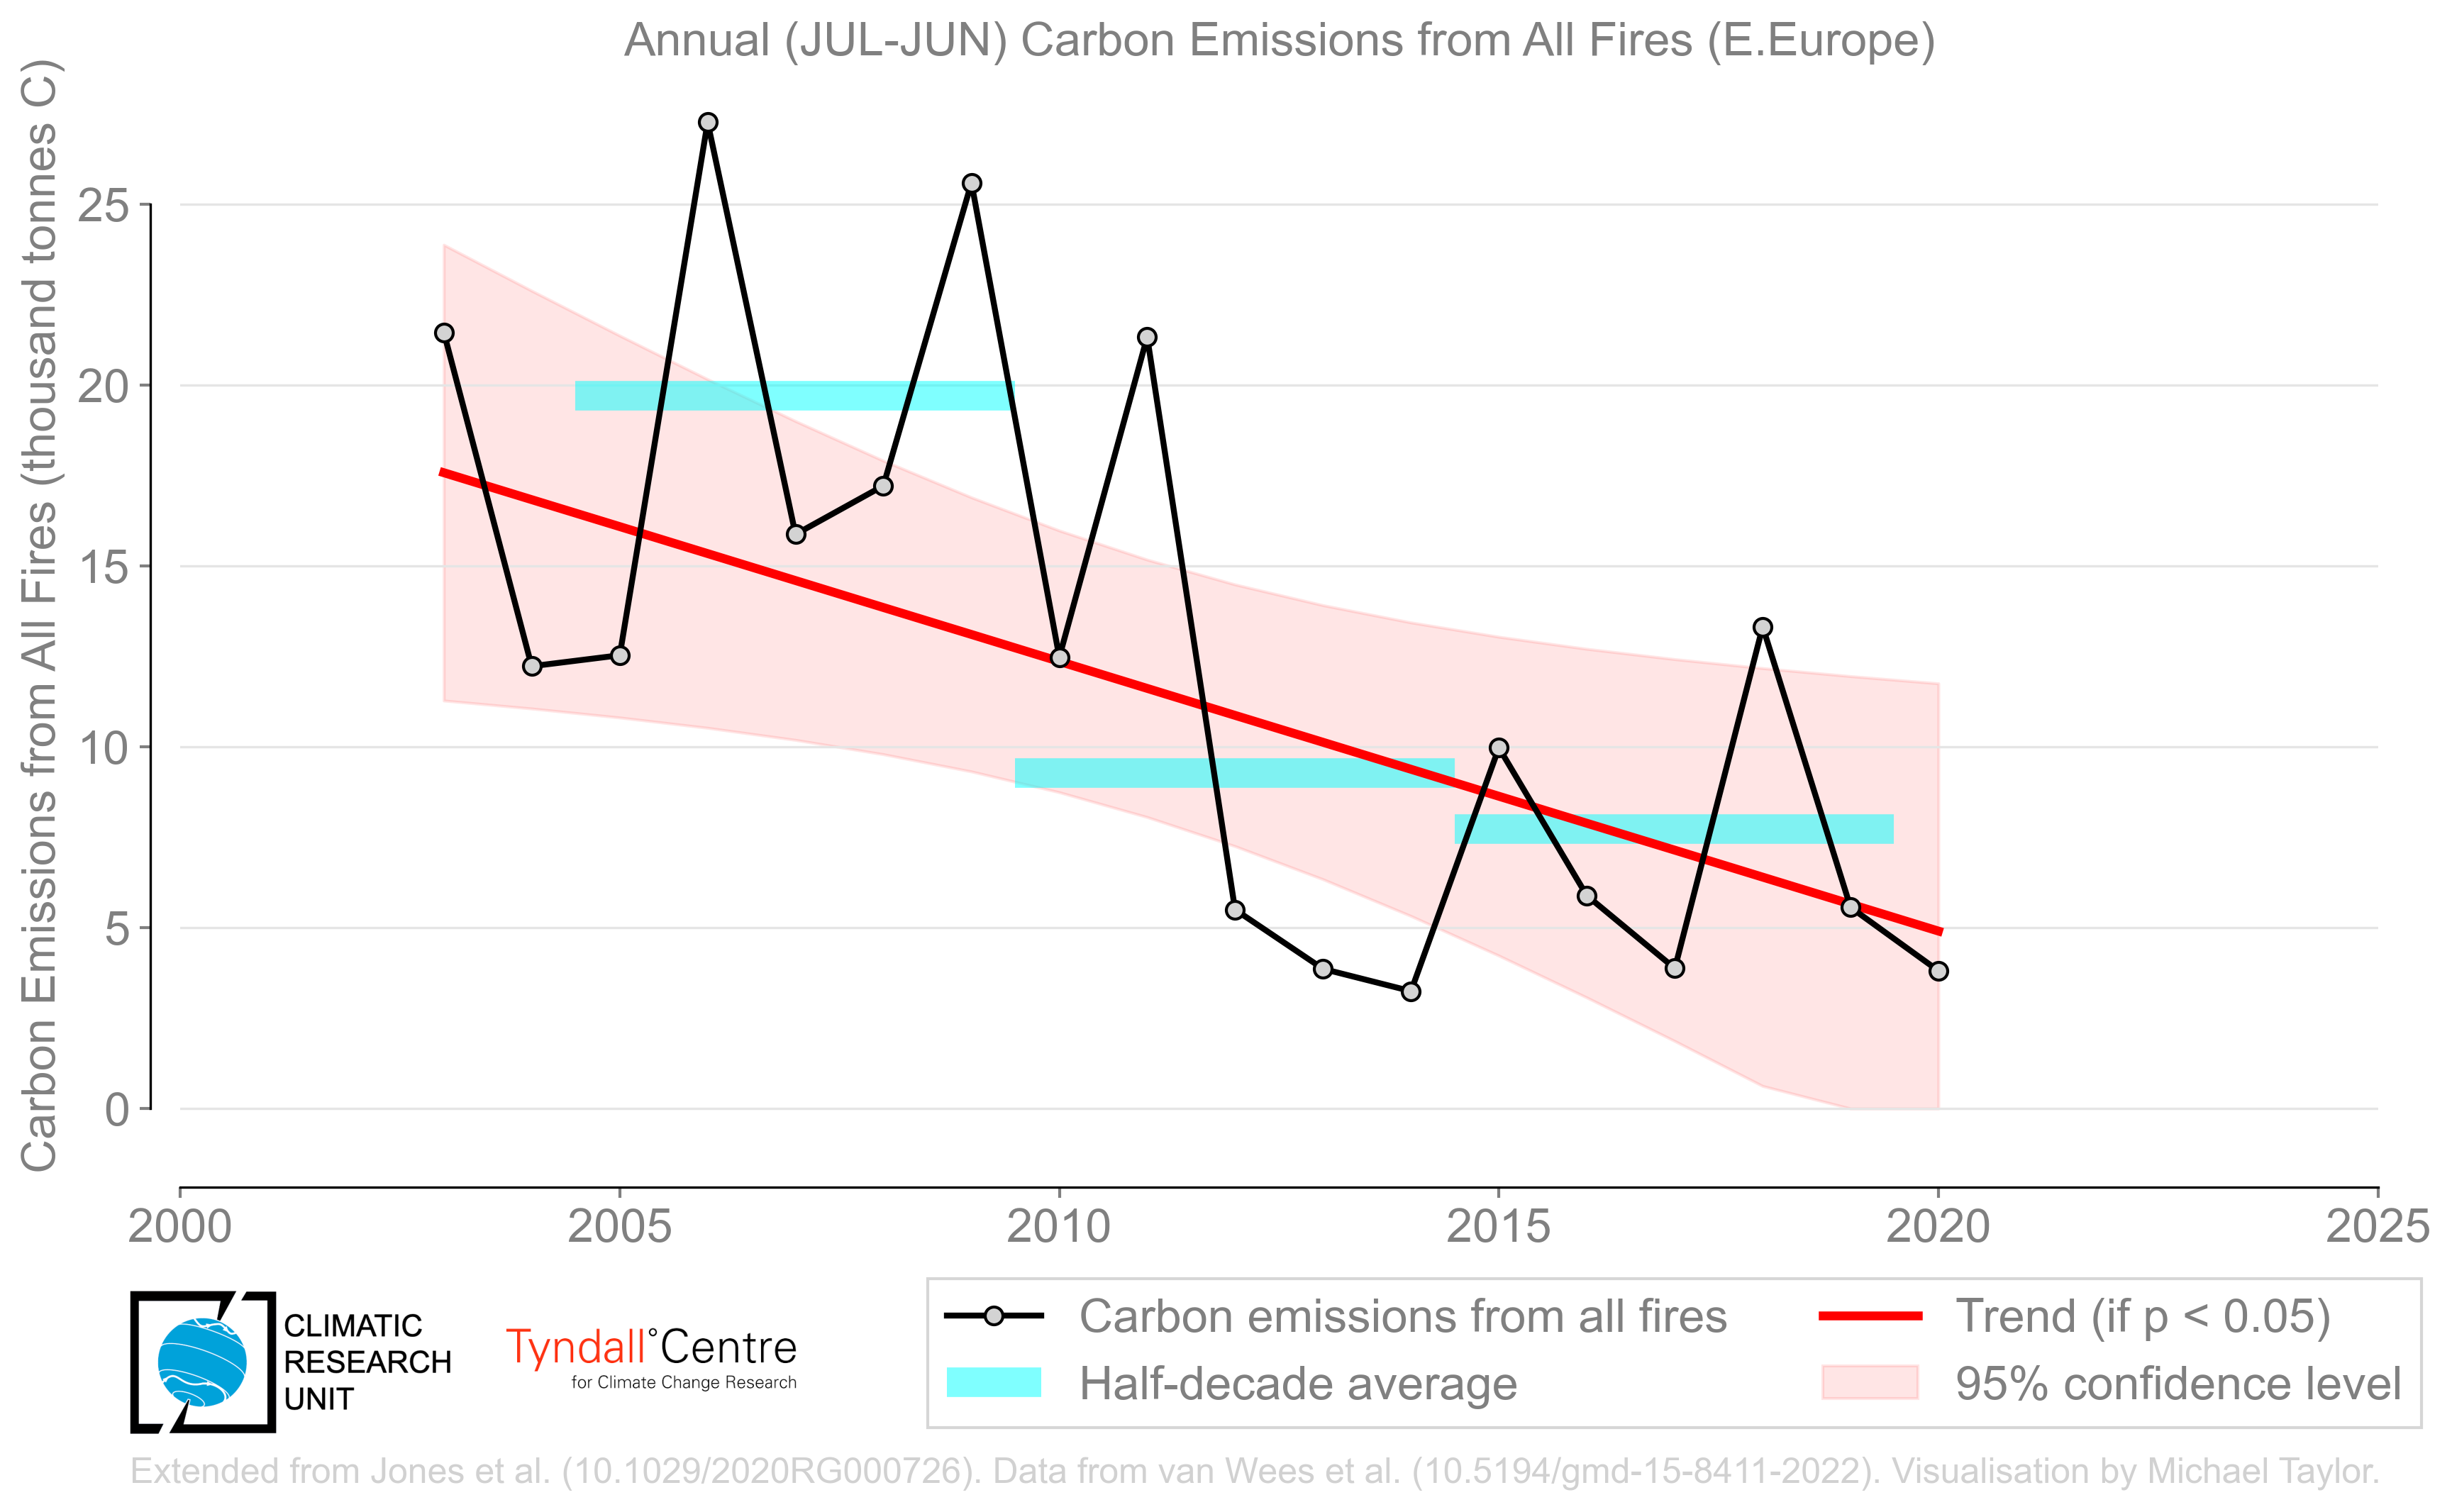 Annual (JUL-JUN) Carbon Emissions from All Fires (E.Europe)
Carbon Emissions from All Fires (thousand tonnes C)
25
20
15
10
5
0
2000 2005 2010 2015 2020 2025
CLIMATIC
RESEARCH
UNIT
Tyndall°Centre
for Climate Change Research
Carbon emissions from all fires
Trend (if p < 0.05)
Half-decade average
95% confidence level
Extended from Jones et al. (10.1029/2020RG000726). Data from van Wees et al. (10.5194/gmd-15-8411-2022). Visualisation by Michael Taylor.